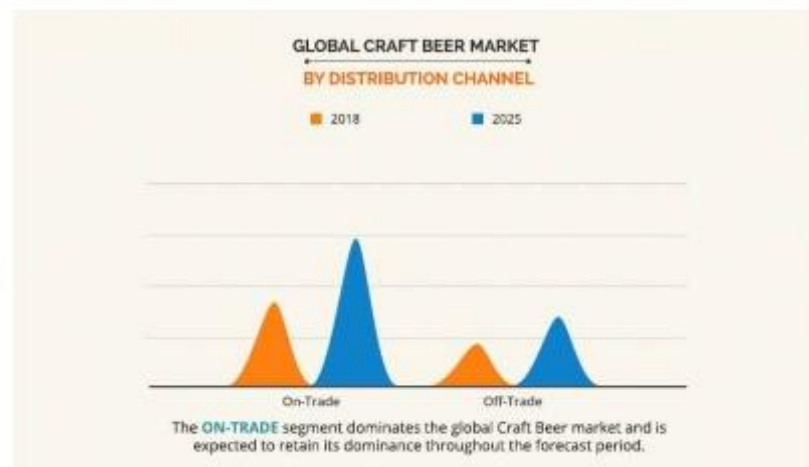 GLOBAL CRAFT BEER MARKET
BY DISTRIBUTION CHANNEL
2018 2025
On-Trade Off-Trade
The ON-TRADE segment dominates the global Craft Beer market and is
expected to retain its dominance throughout the forecast period.